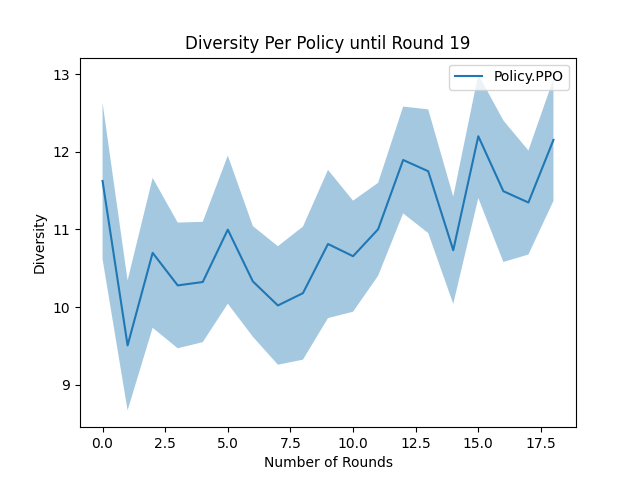 Diversity Per Policy until Round 19
Policy.PPO
13
12
11
10
9
Diversity
0.0 2.5 5.0 7.5 10.0 12.5 15.0 17.5
Number of Rounds